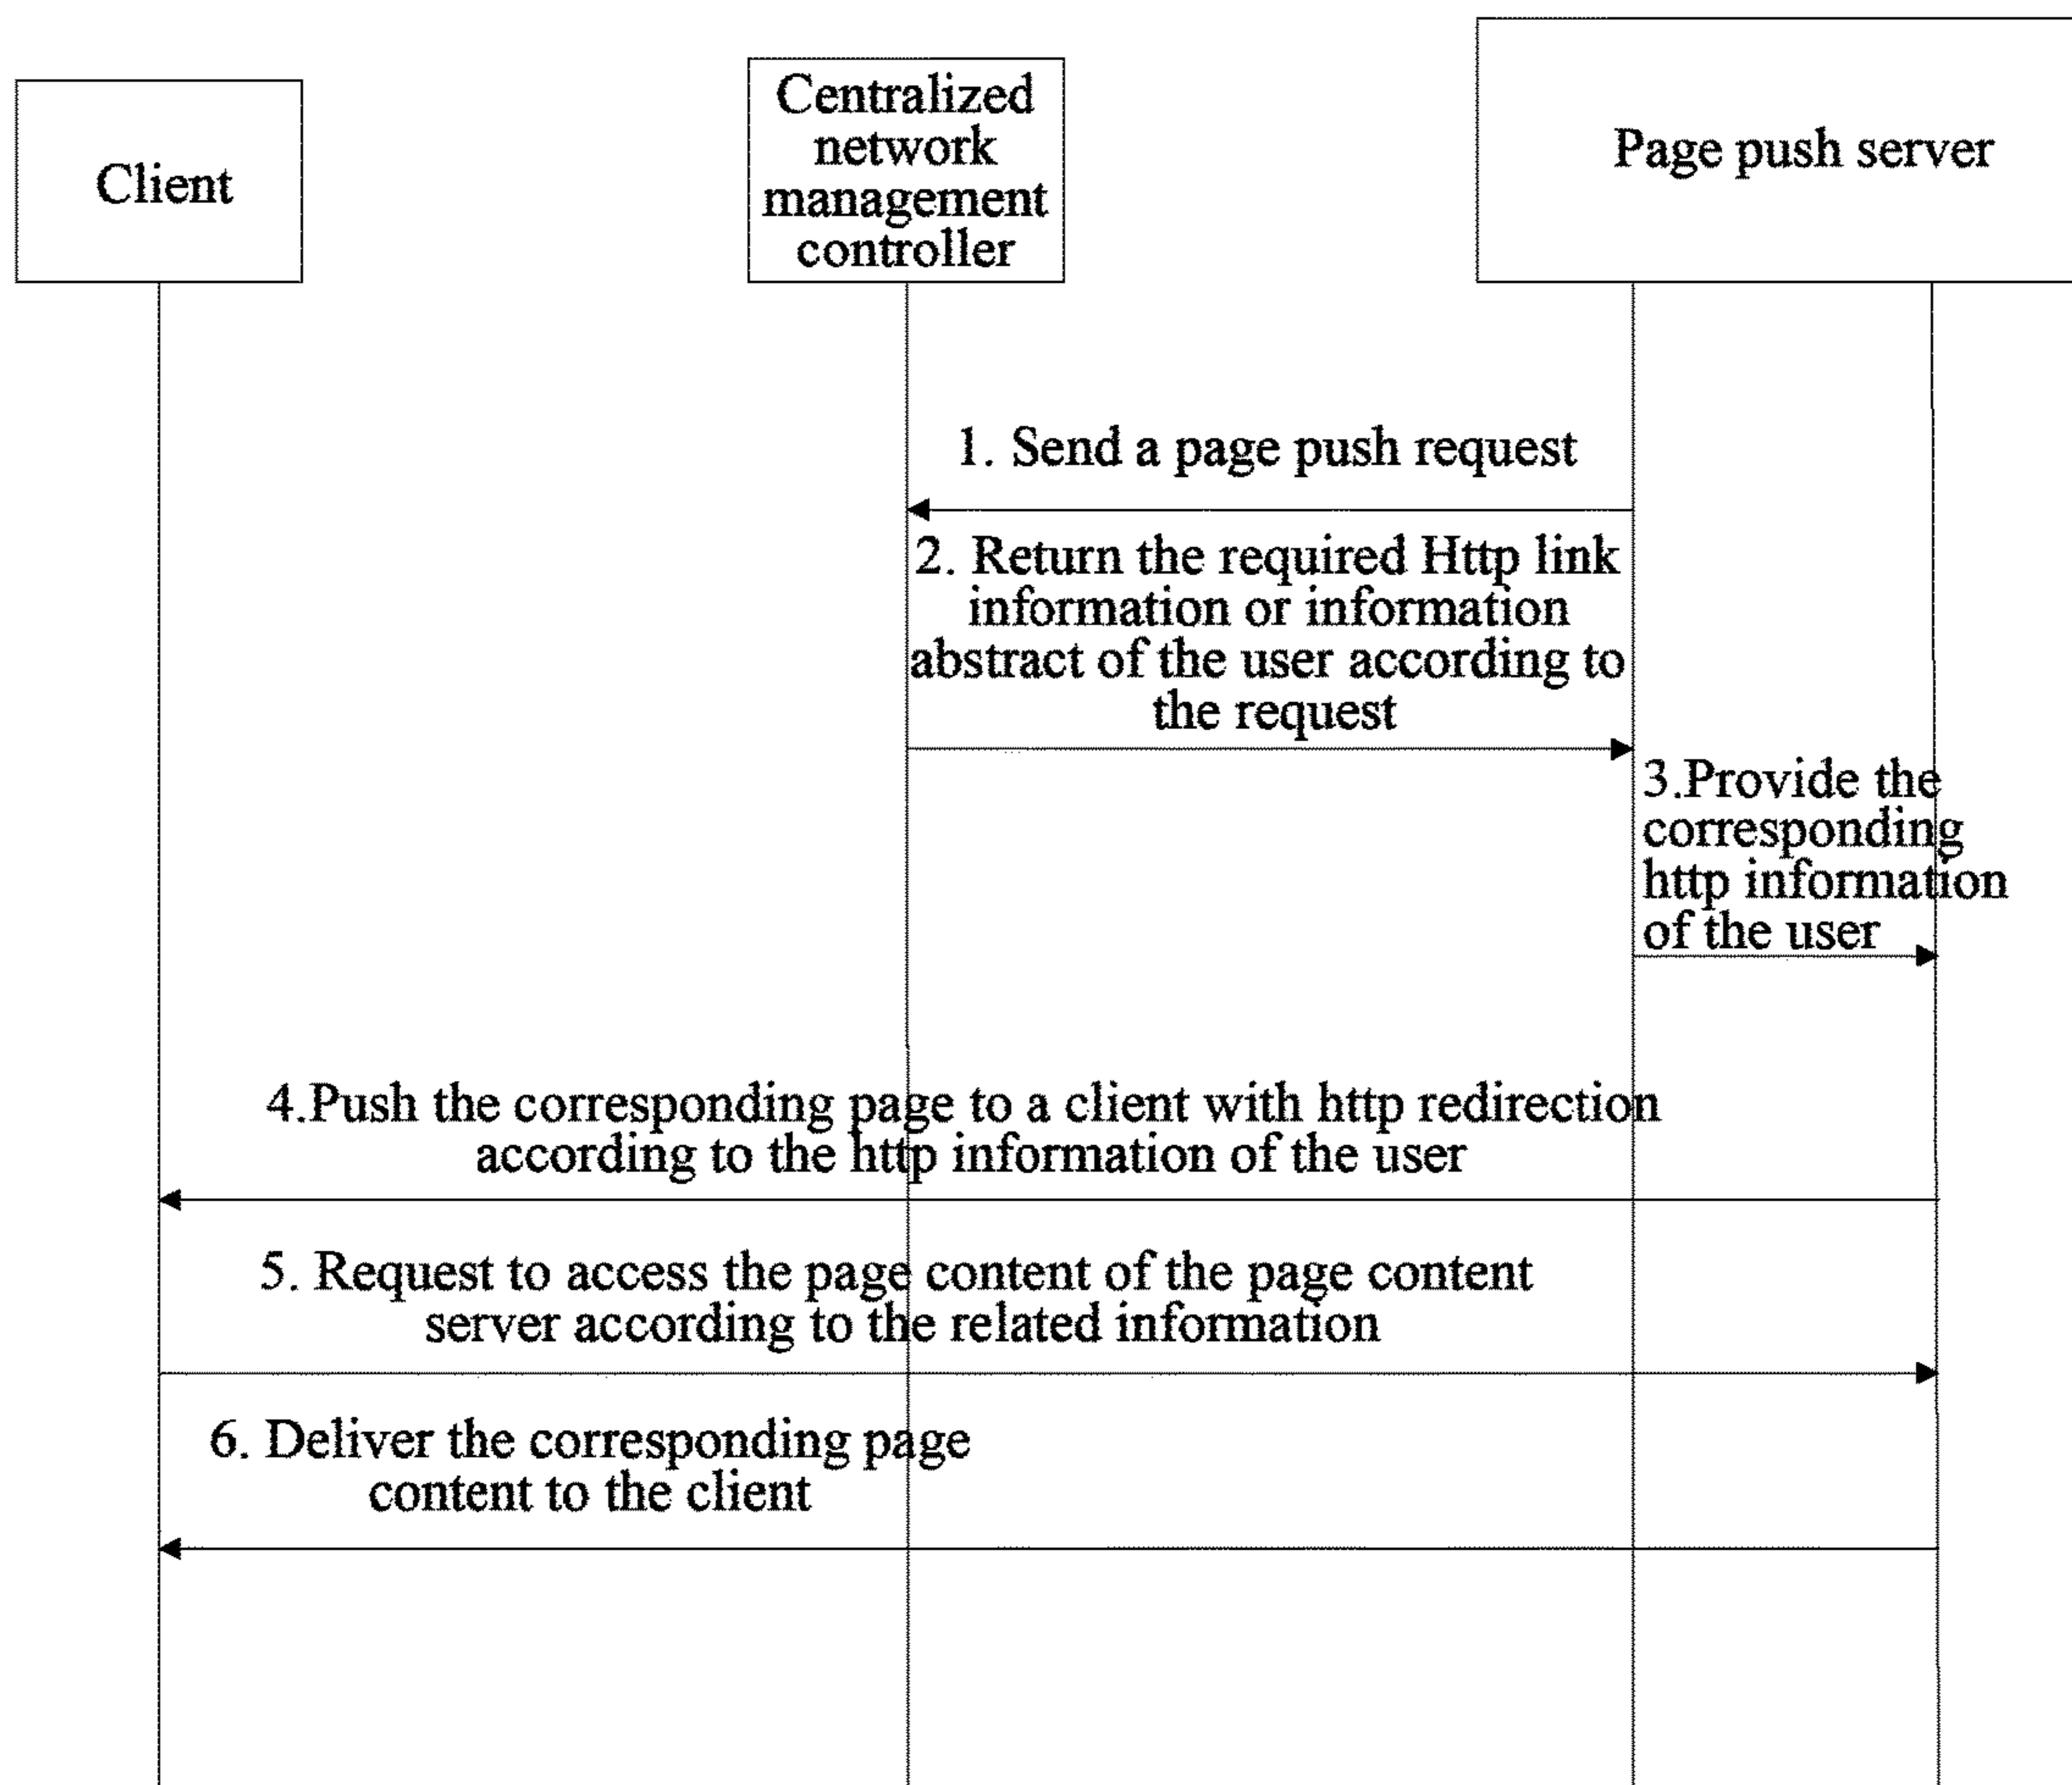 Client
Centralized
network
management
controller
Page push server
1. Send a page push request
2. Return the required Http link
information or information
abstract of the user according to
the request
3.Provide the
corresponding
http information
of the user
4.Push the corresponding page to a client with http redirection
according to the http information of the user
5. Request to access the page content of the page content
server according to the related information
6. Deliver the corresponding page
content to the client